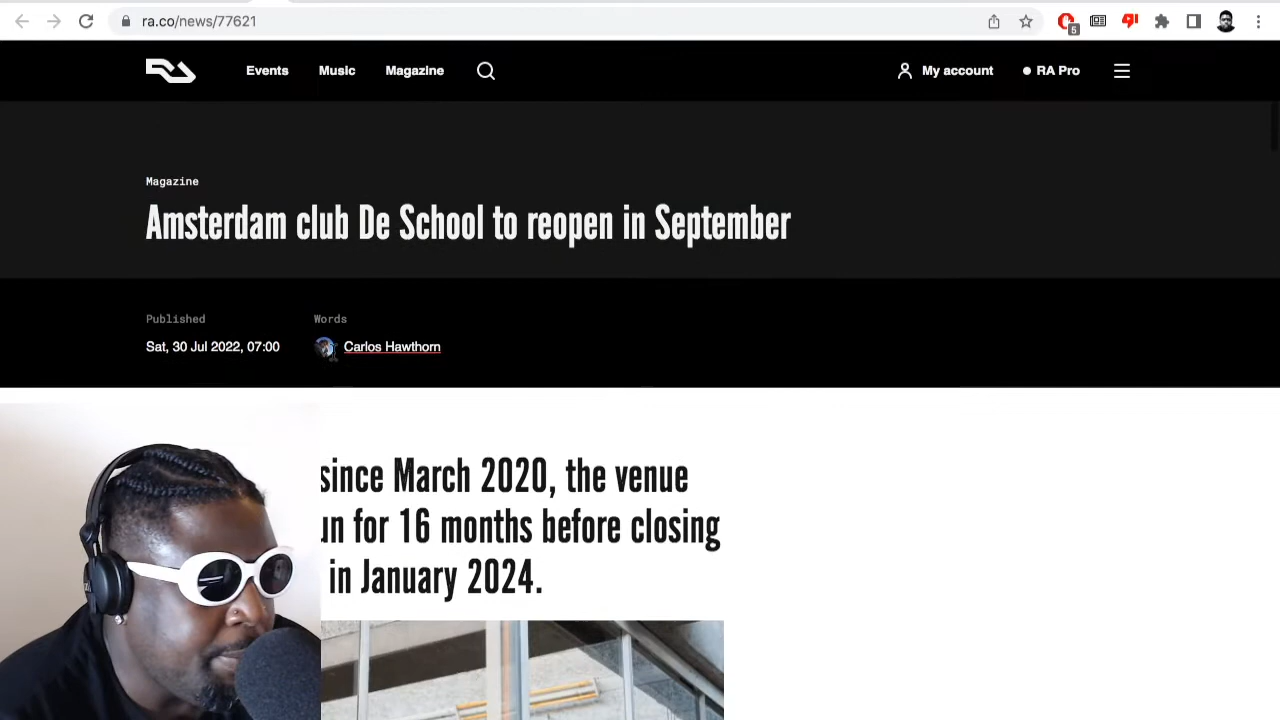 ra.co/news/77621
5
Events Music Magazine My account RA Pro
Magazine
Amsterdam club De School to reopen in September
Published Words
Sat, 30 Jul 2022, 07:00 Carlos Hawthorn
since March 2020, the venue
un for 16 months before closing
in January 2024.